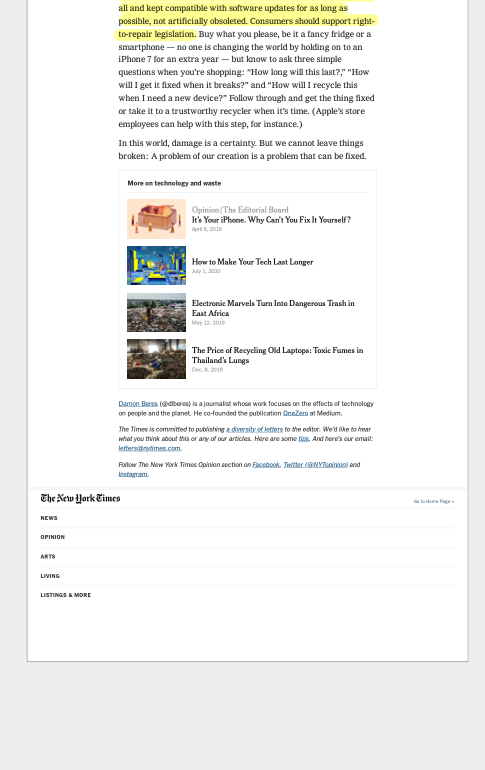 all and kept compatible with software updates for as long as
possible, not artificially obsoleted. Consumers should support right-
to-repair legislation. Buy what you please, be it a fancy fridge or a
smartphone — no one is changing the world by holding on to an
iPhone 7 for an extra year — but know to ask three simple
questions when you're shopping: “How long will this last?,” “How
will I get it fixed when it breaks?” and “How will I recycle this
when I need a new device?” Follow through and get the thing fixed
or take it to a trustworthy recycler when it's time. (Apple's store
employees can help with this step, for instance.)
In this world, damage is a certainty. But we cannot leave things
broken: A problem of our creation is a problem that can be fixed.
More on technology and waste
Opinion | The Editorial Board
It's Your iPhone. Why Can't You Fix It Yourself?
April 6, 2019
How to Make Your Tech Last Longer
July 1, 2020
Electronic Marvels Turn Into Dangerous Trash in
East Africa
May 12, 2019
The Price of Recycling Old Laptops: Toxic Fumes in
Thailand's Lungs
Dec. 8, 2019
Damon Beres (@dlberes) is a journalist whose work focuses on the effects of technology
on people and the planet. He co-founded the publication OneZero at Medium.
The Times is committed to publishing a diversity of letters to the editor. We'd like to hear
what you think about this or any of our articles. Here are some tips. And here's our email:
letters@nytimes.com.
Follow The New York Times Opinion section on Facebook, Twitter (@NYTopinion) and
Instagram.
The New York Times
Go to Home Page »
NEWS
OPINION
ARTS
LIVING
LISTINGS & MORE